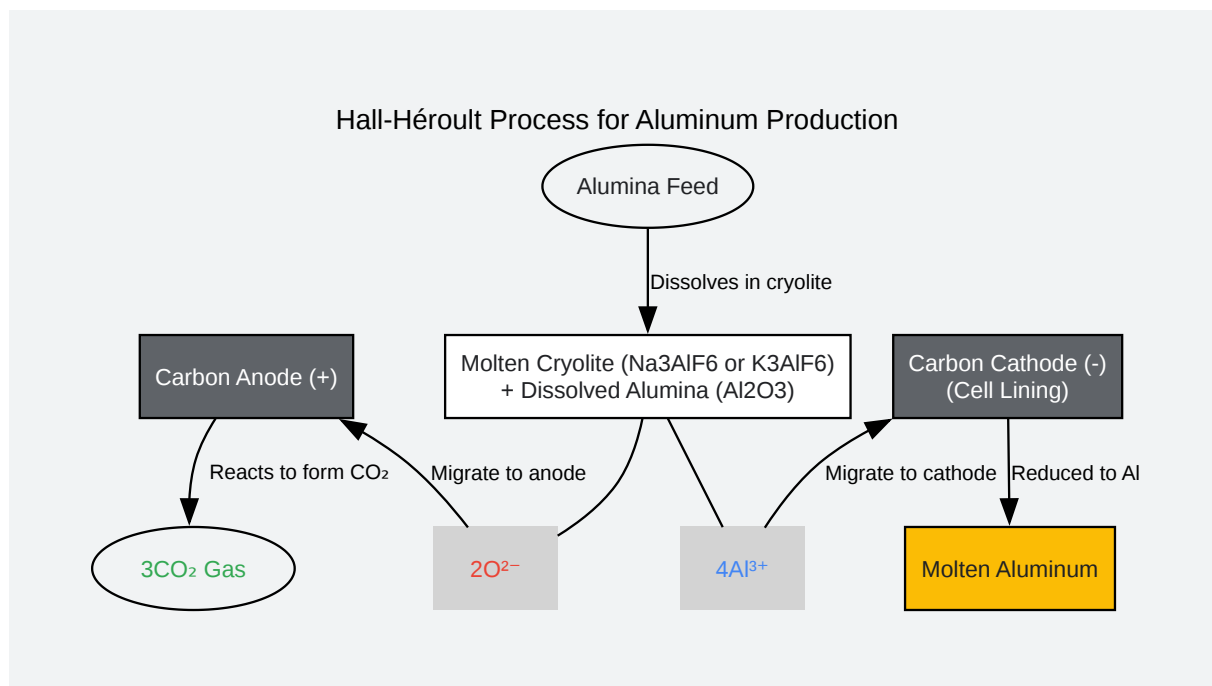 Hall-Héroult Process for Aluminum Production
Alumina Feed
Dissolves in cryolite
Carbon Anode (+)
Molten Cryolite (Na3AlF6 or K3AlF6)
+ Dissolved Alumina (Al2O3)
Carbon Cathode (-)
(Cell Lining)
Reacts to form CO₂
Migrate to anode
Migrate to cathode
Reduced to Al
3CO₂ Gas
2O²⁻
4Al³⁺
Molten Aluminum